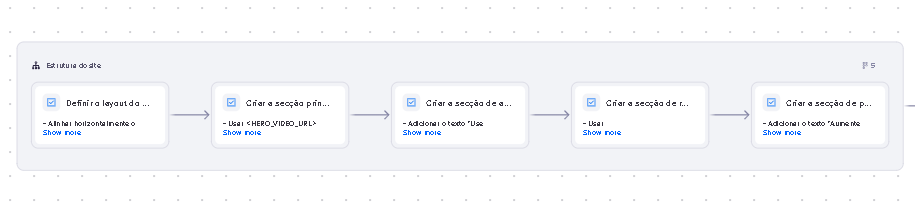 Estrutura do site
5
Definir o layout do ...
- Alinhar horizontalmente o
Show more
Criar a secção prin...
- Usar <HERO_VIDEO_URL>
Show more
Criar a secção de a...
- Adicionar o texto "Use
Show more
Criar a secção de r...
- Usar
Show more
Criar a secção de p...
- Adicionar o texto "Aumente
Show more